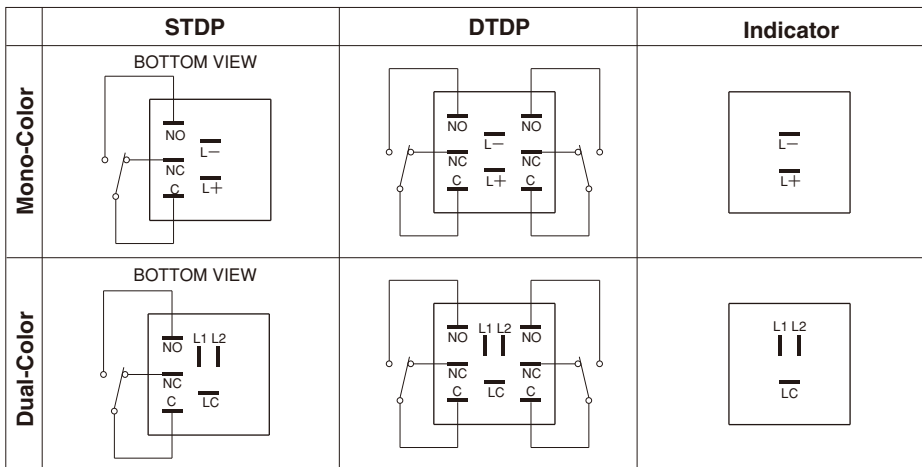 STDP DTDP Indicator
Mono-Color
BOTTOM VIEW
NO
L−
NC
C L+
NO NO
L−
NC NC
C L+ C
L−
L+
Dual-Color
BOTTOM VIEW
L1 L2
NO
NC
C LC
L1 L2
NO NO
NC NC
C LC C
L1 L2
LC